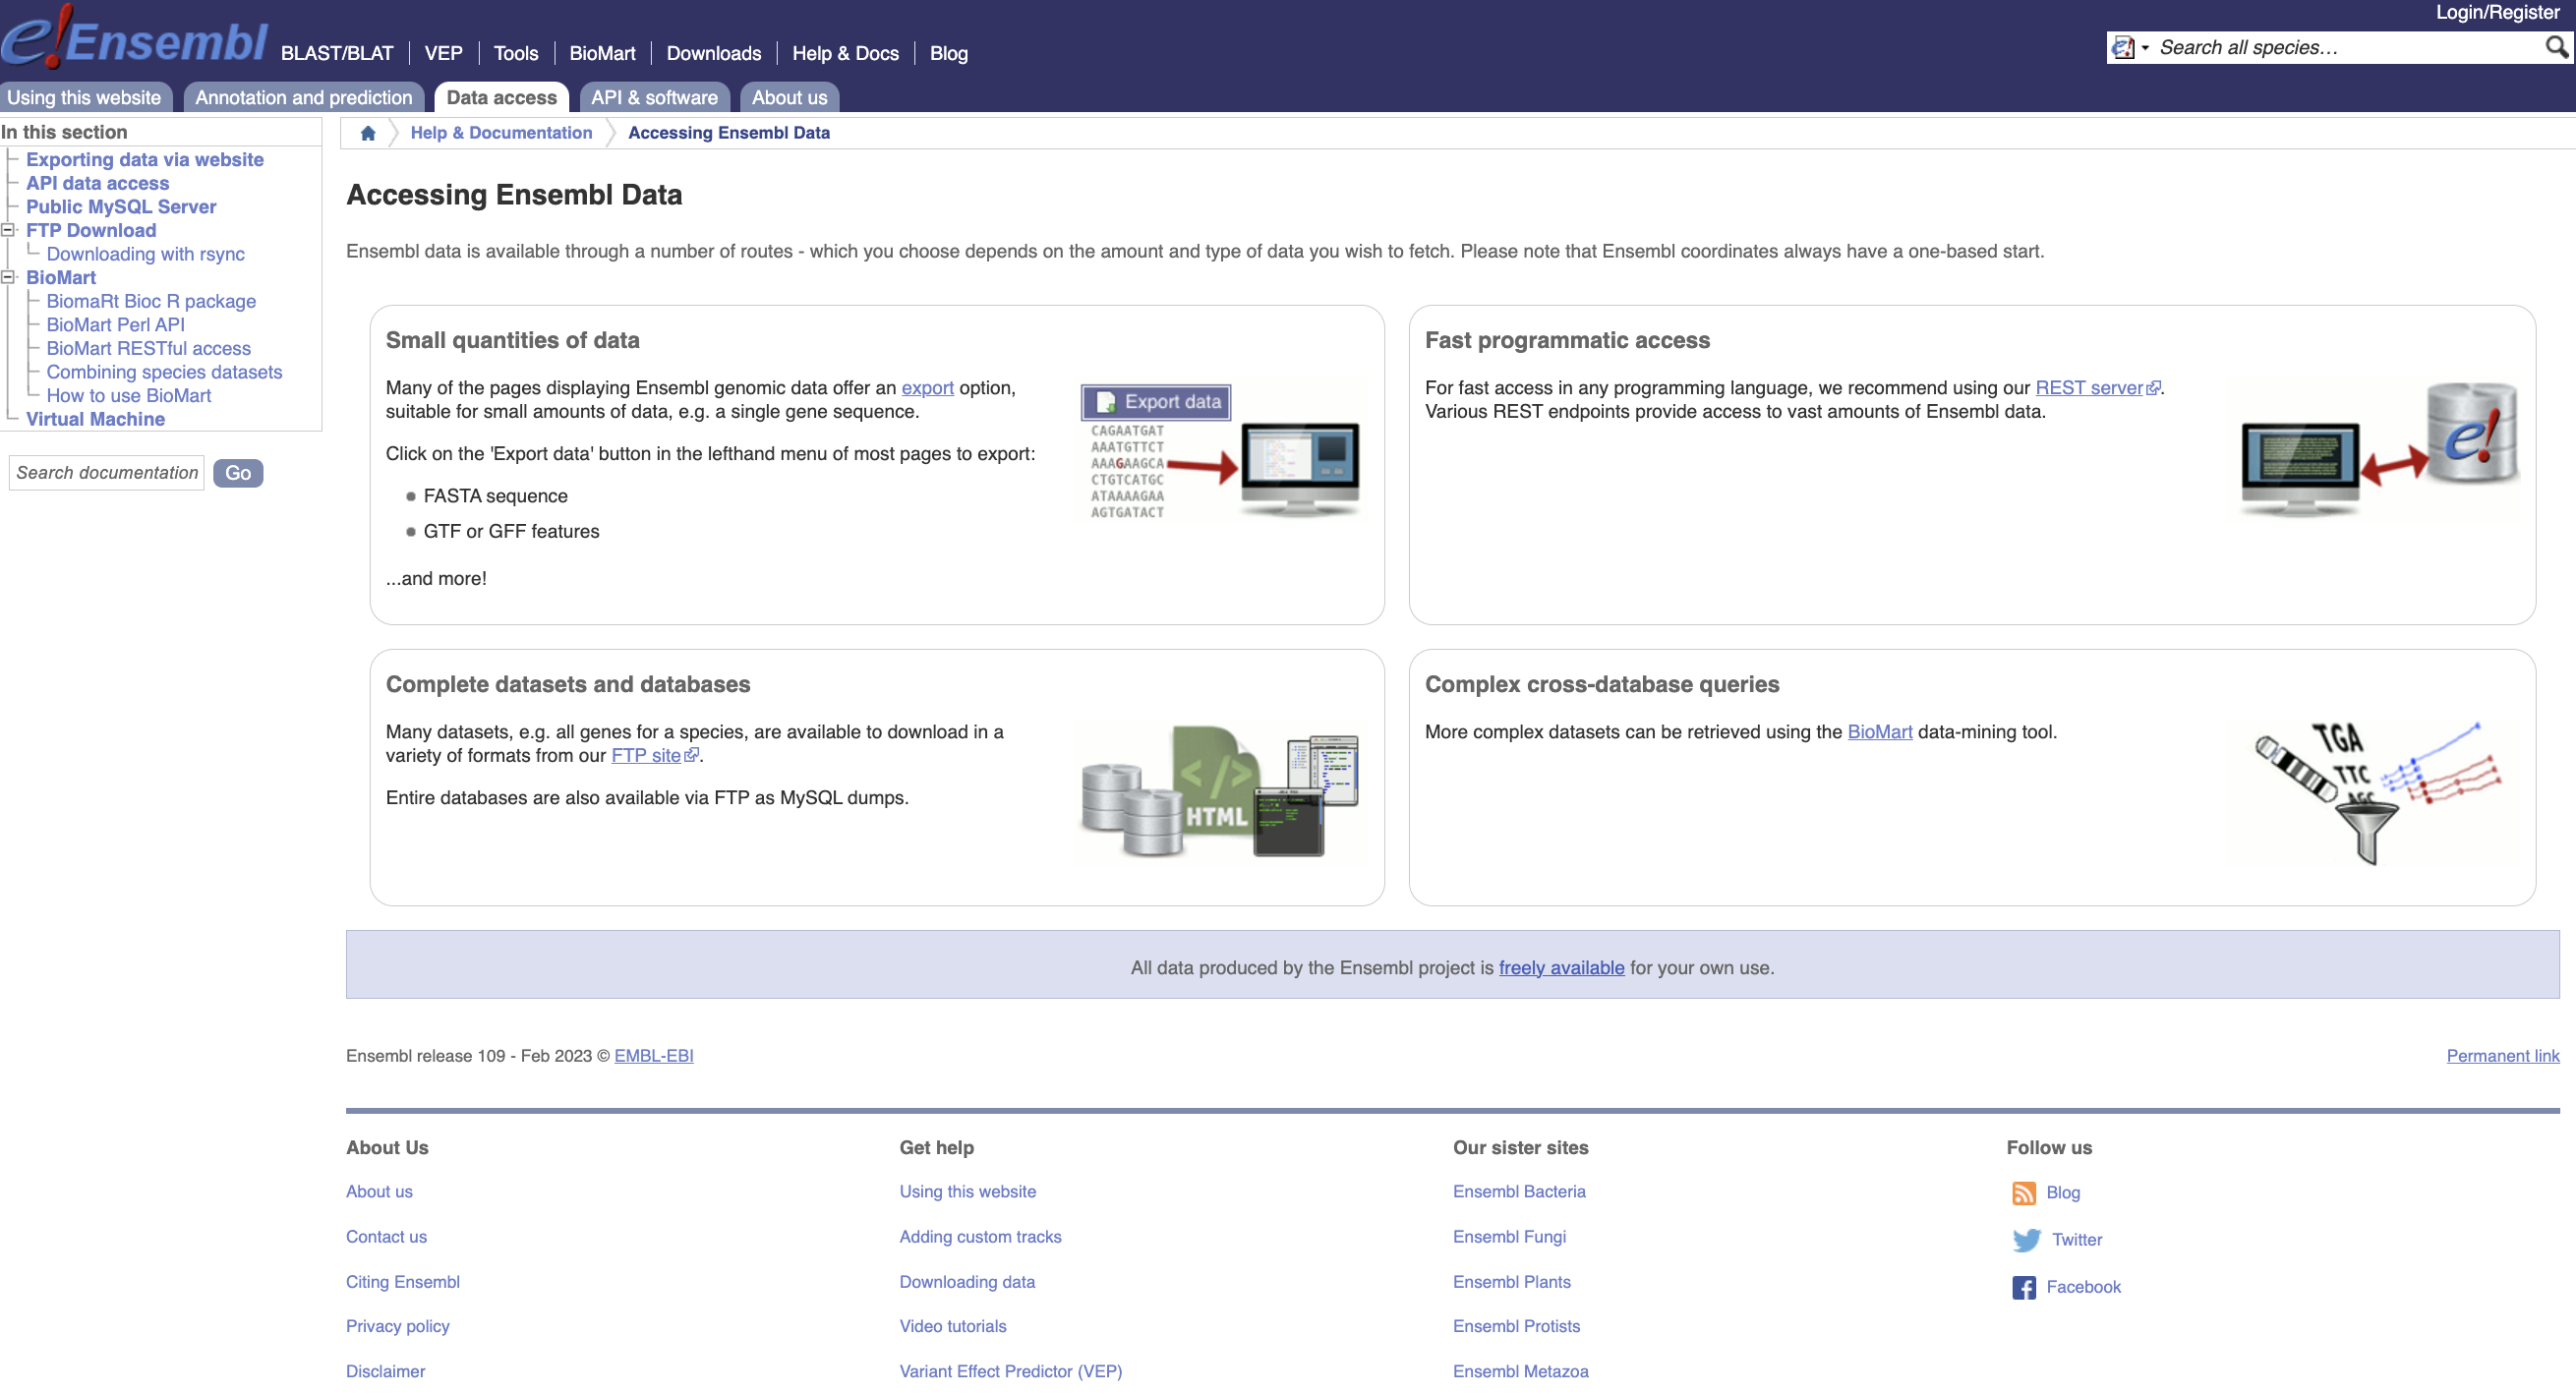 Login/Register
e!Ensembl
BLAST/BLAT
VEP
Tools
BioMart
Downloads
Help & Docs
Blog
Search all species...
Using this website
Annotation and prediction
Data access
API & software
About us
In this section
Exporting data via website
API data access
Public MySQL Server
FTP Download
Downloading with rsync
BioMart
BiomaRt Bioc R package
BioMart Perl API
BioMart RESTful access
Combining species datasets
How to use BioMart
Virtual Machine
Search documentation
Go
Help & Documentation
Accessing Ensembl Data
Accessing Ensembl Data
Ensembl data is available through a number of routes - which you choose depends on the amount and type of data you wish to fetch. Please note that Ensembl coordinates always have a one-based start.
Small quantities of data
Many of the pages displaying Ensembl genomic data offer an export option,
suitable for small amounts of data, e.g. a single gene sequence.
Click on the 'Export data' button in the lefthand menu of most pages to export:
FASTA sequence
GTF or GFF features
...and more!
Export data
CAGAATGAT
AAATGTTCT
AAAGAAGCA
CTGTCATGC
ATAAAAGAA
AGTGATACT
Fast programmatic access
For fast access in any programming language, we recommend using our REST server.
Various REST endpoints provide access to vast amounts of Ensembl data.
e!
Complete datasets and databases
Many datasets, e.g. all genes for a species, are available to download in a
variety of formats from our FTP site.
Entire databases are also available via FTP as MySQL dumps.
</>
HTML
Complex cross-database queries
More complex datasets can be retrieved using the BioMart data-mining tool.
TGA
TTC
AGC
All data produced by the Ensembl project is freely available for your own use.
Ensembl release 109 - Feb 2023 © EMBL-EBI
Permanent link
About Us
About us
Contact us
Citing Ensembl
Privacy policy
Disclaimer
Get help
Using this website
Adding custom tracks
Downloading data
Video tutorials
Variant Effect Predictor (VEP)
Our sister sites
Ensembl Bacteria
Ensembl Fungi
Ensembl Plants
Ensembl Protists
Ensembl Metazoa
Follow us
Blog
Twitter
Facebook